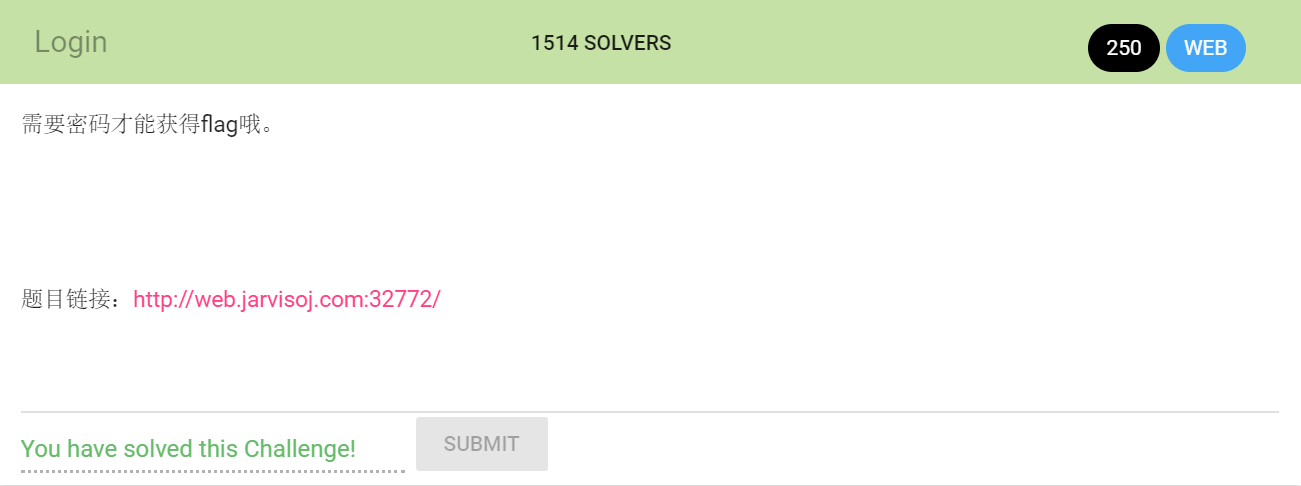 Login
1514 SOLVERS
250
WEB
需要密码才能获得flag哦。
题目链接：http://web.jarvisoj.com:32772/
You have solved this Challenge!
SUBMIT